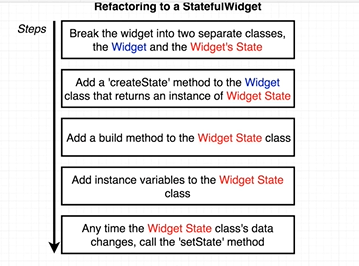 Refactoring to a StatefulWidget
Steps
Break the widget into two separate classes,
the Widget and the Widget's State
Add a 'createState' method to the Widget
class that returns an instance of Widget State
Add a build method to the Widget State class
Add instance variables to the Widget State
class
Any time the Widget State class's data
changes, call the 'setState' method